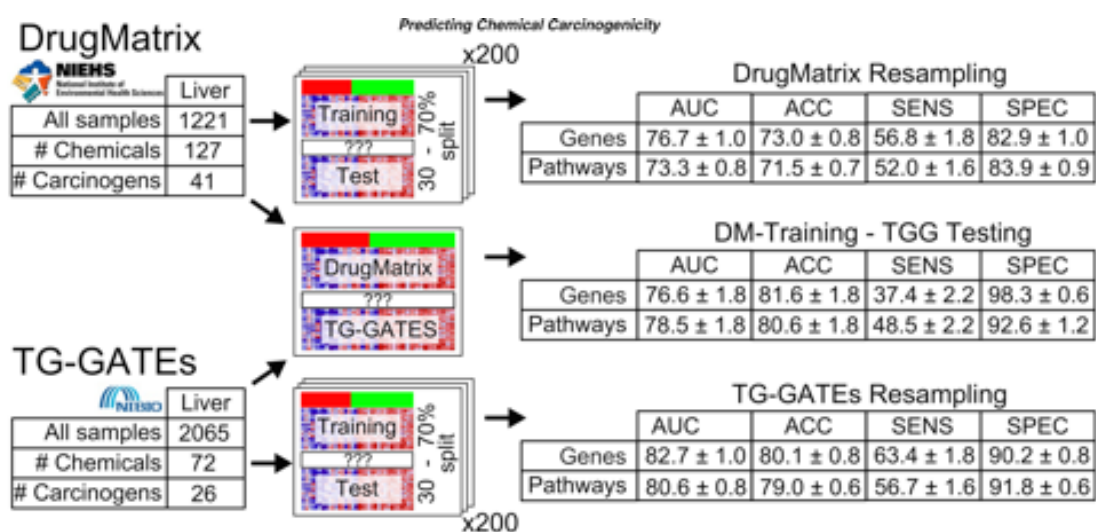 Predicting Chemical Carcinogenicity
DrugMatrix
NIEHS
National Institute of
Environmental Health Sciences
Liver
All samples 1221
# Chemicals 127
# Carcinogens 41
x200
Training
???
Test
30 - 70%
split
DrugMatrix Resampling
AUC ACC SENS SPEC
Genes 76.7 ± 1.0 73.0 ± 0.8 56.8 ± 1.8 82.9 ± 1.0
Pathways 73.3 ± 0.8 71.5 ± 0.7 52.0 ± 1.6 83.9 ± 0.9
DrugMatrix
???
TG-GATES
DM-Training - TGG Testing
AUC ACC SENS SPEC
Genes 76.6 ± 1.8 81.6 ± 1.8 37.4 ± 2.2 98.3 ± 0.6
Pathways 78.5 ± 1.8 80.6 ± 1.8 48.5 ± 2.2 92.6 ± 1.2
TG-GATEs
NIBIO
Liver
All samples 2065
# Chemicals 72
# Carcinogens 26
Training
???
Test
30 - 70%
split
x200
TG-GATEs Resampling
AUC ACC SENS SPEC
Genes 82.7 ± 1.0 80.1 ± 0.8 63.4 ± 1.8 90.2 ± 0.8
Pathways 80.6 ± 0.8 79.0 ± 0.6 56.7 ± 1.6 91.8 ± 0.6